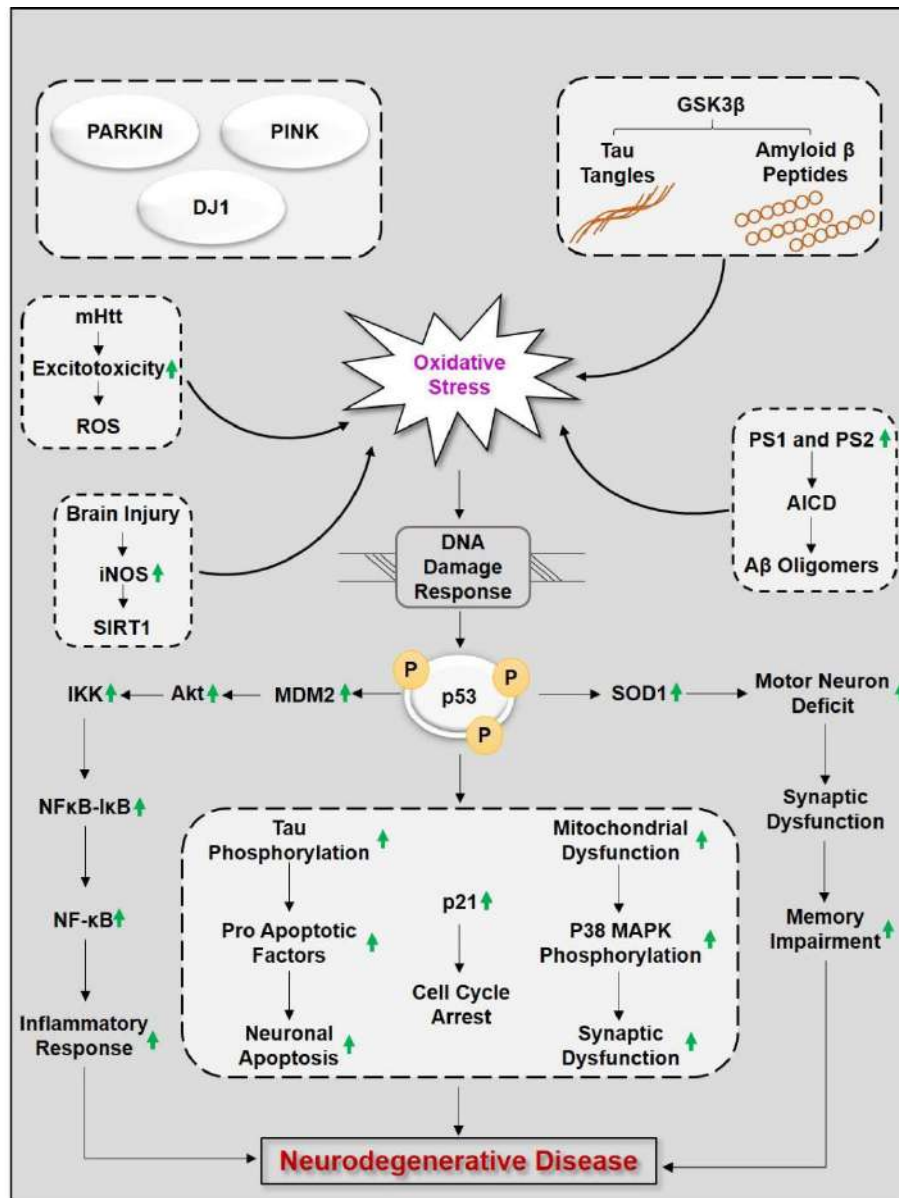 PARKIN
PINK
DJ1
GSK3β
Tau
Tangles
Amyloid β
Peptides
mHtt
Excitotoxicity
ROS
Oxidative
Stress
PS1 and PS2
AICD
Aβ Oligomers
Brain Injury
iNOS
SIRT1
DNA
Damage
Response
P
P
P
p53
IKK
Akt
MDM2
SOD1
Motor Neuron
Deficit
NFκB-IκB
NF-κB
Inflammatory
Response
Tau
Phosphorylation
Pro Apoptotic
Factors
Neuronal
Apoptosis
p21
Cell Cycle
Arrest
Mitochondrial
Dysfunction
P38 MAPK
Phosphorylation
Synaptic
Dysfunction
Synaptic
Dysfunction
Memory
Impairment
Neurodegenerative Disease